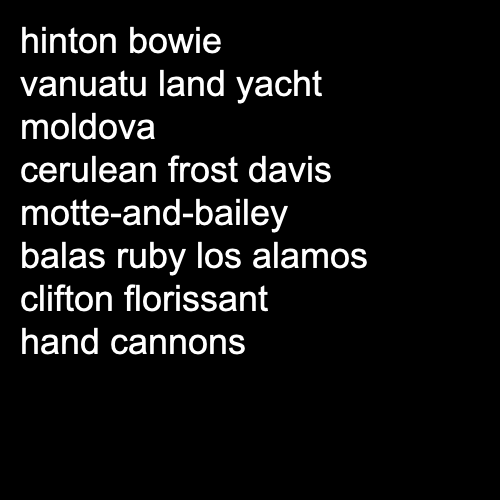 hinton bowie
vanuatu land yacht
moldova
cerulean frost davis
motte-and-bailey
balas ruby los alamos
clifton florissant
hand cannons